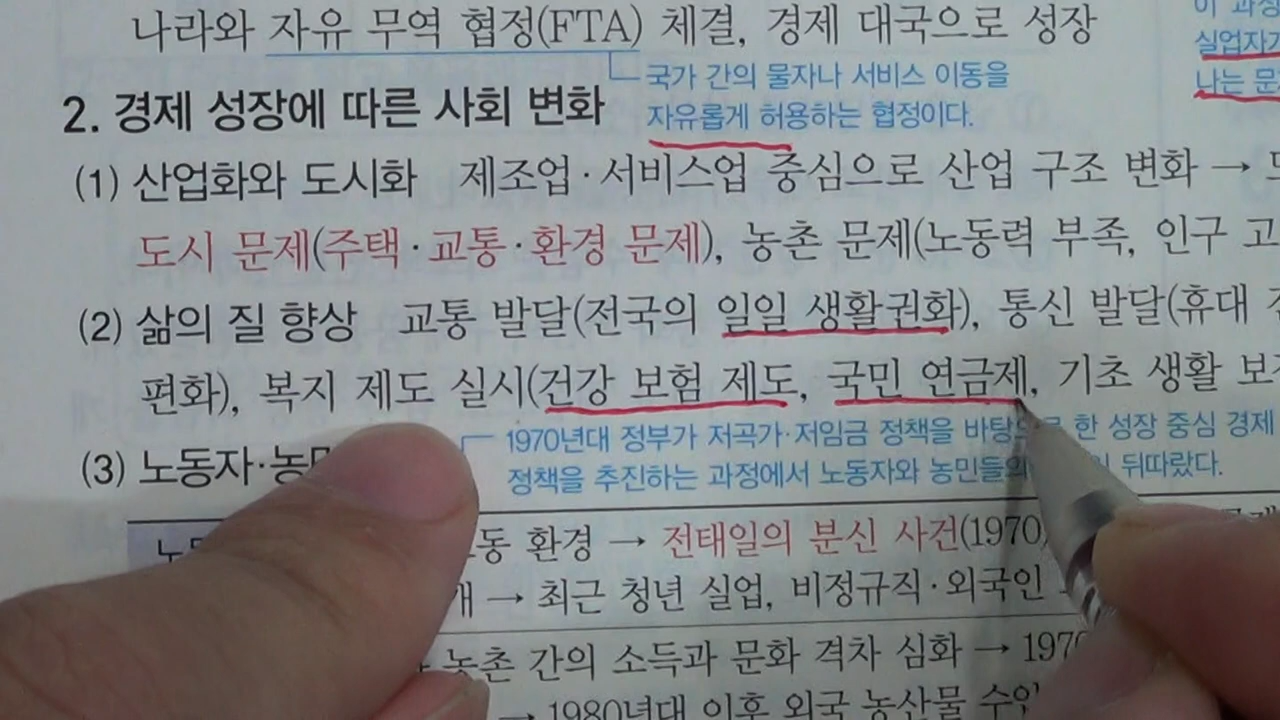 나라와 자유 무역 협정(FTA) 체결, 경제 대국으로 성장
국가 간의 물자나 서비스 이동을
자유롭게 허용하는 협정이다.
이 과정
실업자가
나는 문
2. 경제 성장에 따른 사회 변화
(1) 산업화와 도시화 제조업·서비스업 중심으로 산업 구조 변화 →
도시 문제(주택·교통·환경 문제), 농촌 문제(노동력 부족, 인구 고
(2) 삶의 질 향상 교통 발달(전국의 일일 생활권화), 통신 발달(휴대
편화), 복지 제도 실시(건강 보험 제도, 국민 연금제, 기초 생활 보
1970년대 정부가 저곡가·저임금 정책을 바탕 한 성장 중심 경제
정책을 추진하는 과정에서 노동자와 농민들의 뒤따랐다.
(3) 노동자·농
동 환경 → 전태일의 분신 사건(1970)
개 → 최근 청년 실업, 비정규직·외국인
농촌 간의 소득과 문화 격차 심화 → 197
→ 1980년대 이후 외국 농산물 수